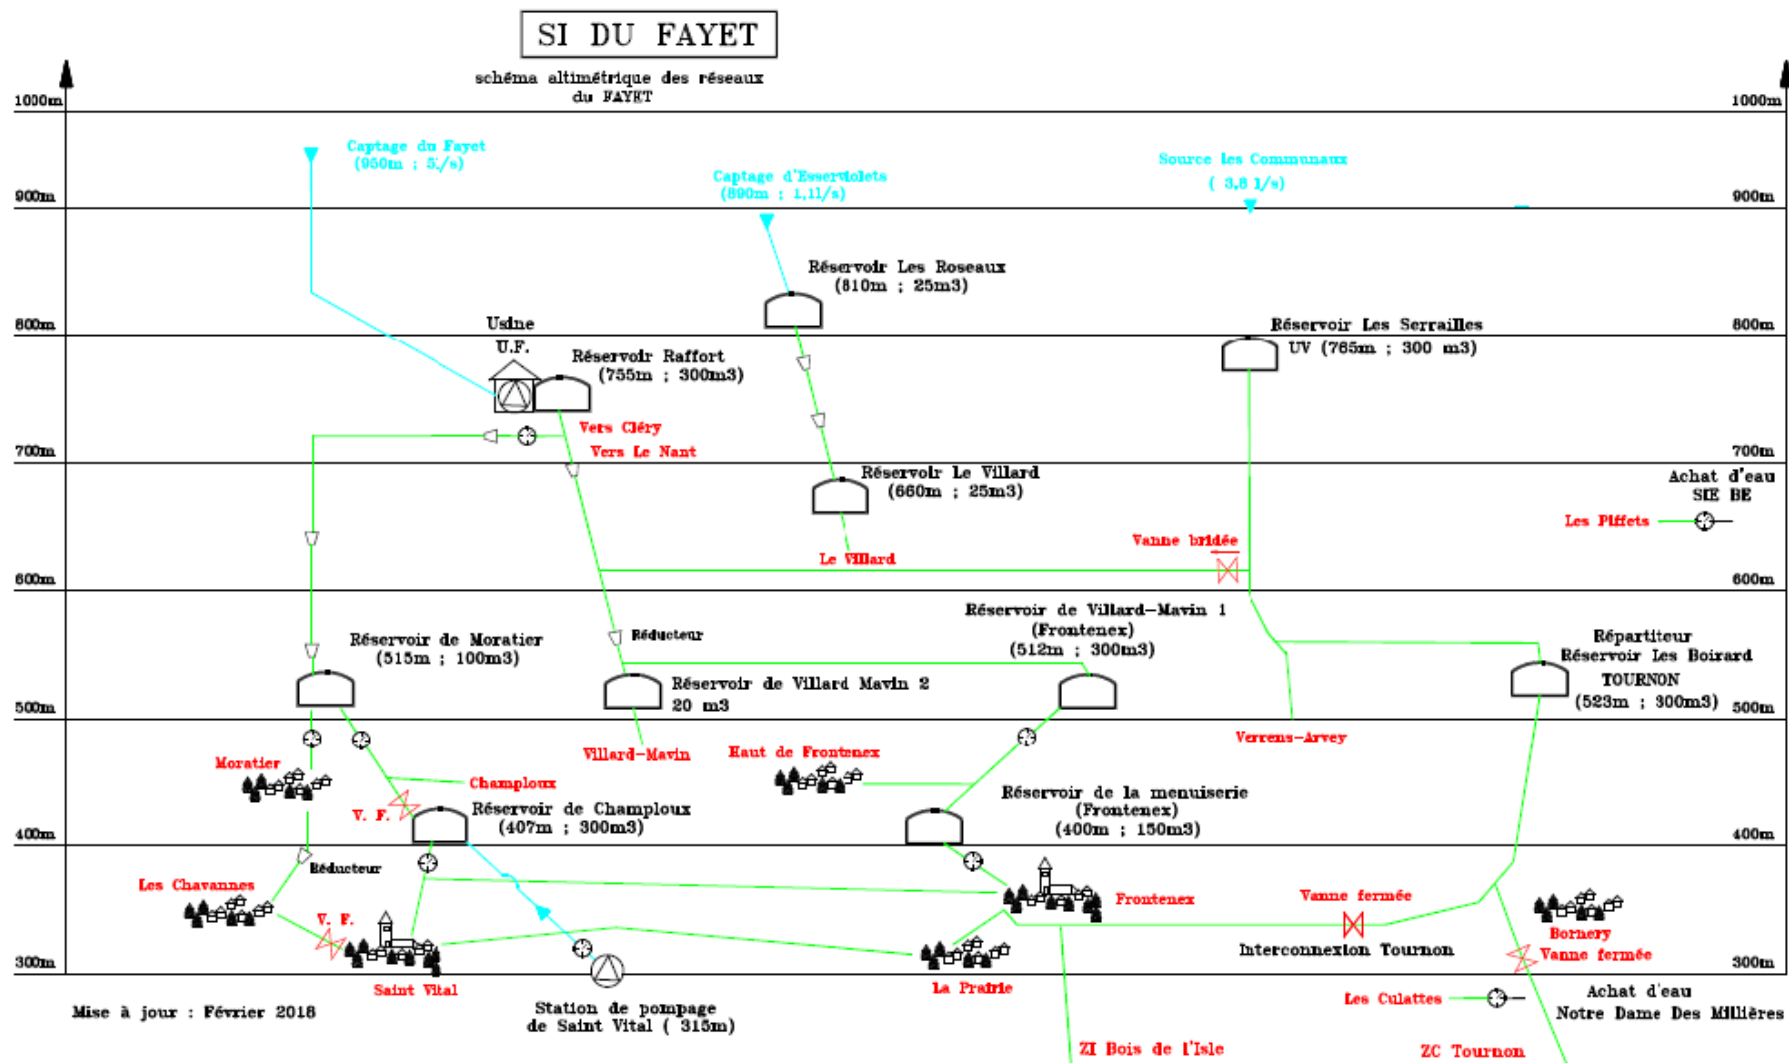 SI DU FAYET
schéma altimétrique des réseaux
du FAYET
1000m
1000m
Captage du Fayet
(950m ; 5l/s)
Captage d'Esserviolets
(890m ; 1,1l/s)
Source les Communaux
( 3,8 l/s)
900m
900m
Réservoir Les Roseaux
(810m ; 25m3)
800m
800m
Usine
U.F.
Réservoir Raffort
(755m ; 300m3)
Réservoir Les Serrailles
UV (765m ; 300 m3)
Vers Cléry
Vers Le Nant
700m
700m
Réservoir Le Villard
(660m ; 25m3)
Achat d'eau
SIE BE
Les Piffets
Le Villard
Vanne bridée
600m
600m
Réservoir de Moratier
(515m ; 100m3)
Réducteur
Réservoir de Villard-Mavin 1
(Frontenex)
(512m ; 300m3)
Répartiteur
Réservoir Les Boirard
TOURNON
(523m ; 300m3)
Réservoir de Villard Mavin 2
20 m3
500m
500m
Moratier
Champloux
Villard-Mavin
Haut de Frontenex
Verrens-Arvey
V. F.
Réservoir de Champloux
(407m ; 300m3)
Réservoir de la menuiserie
(Frontenex)
(400m ; 150m3)
400m
400m
Réducteur
Les Chavannes
V. F.
Frontenex
Vanne fermée
Interconnexion Tournon
Bornery
Vanne fermée
300m
300m
Saint Vital
La Prairie
Les Culattes
Achat d'eau
Notre Dame Des Millières
Mise à jour : Février 2018
Station de pompage
de Saint Vital ( 315m)
ZI Bois de l'Isle
ZC Tournon